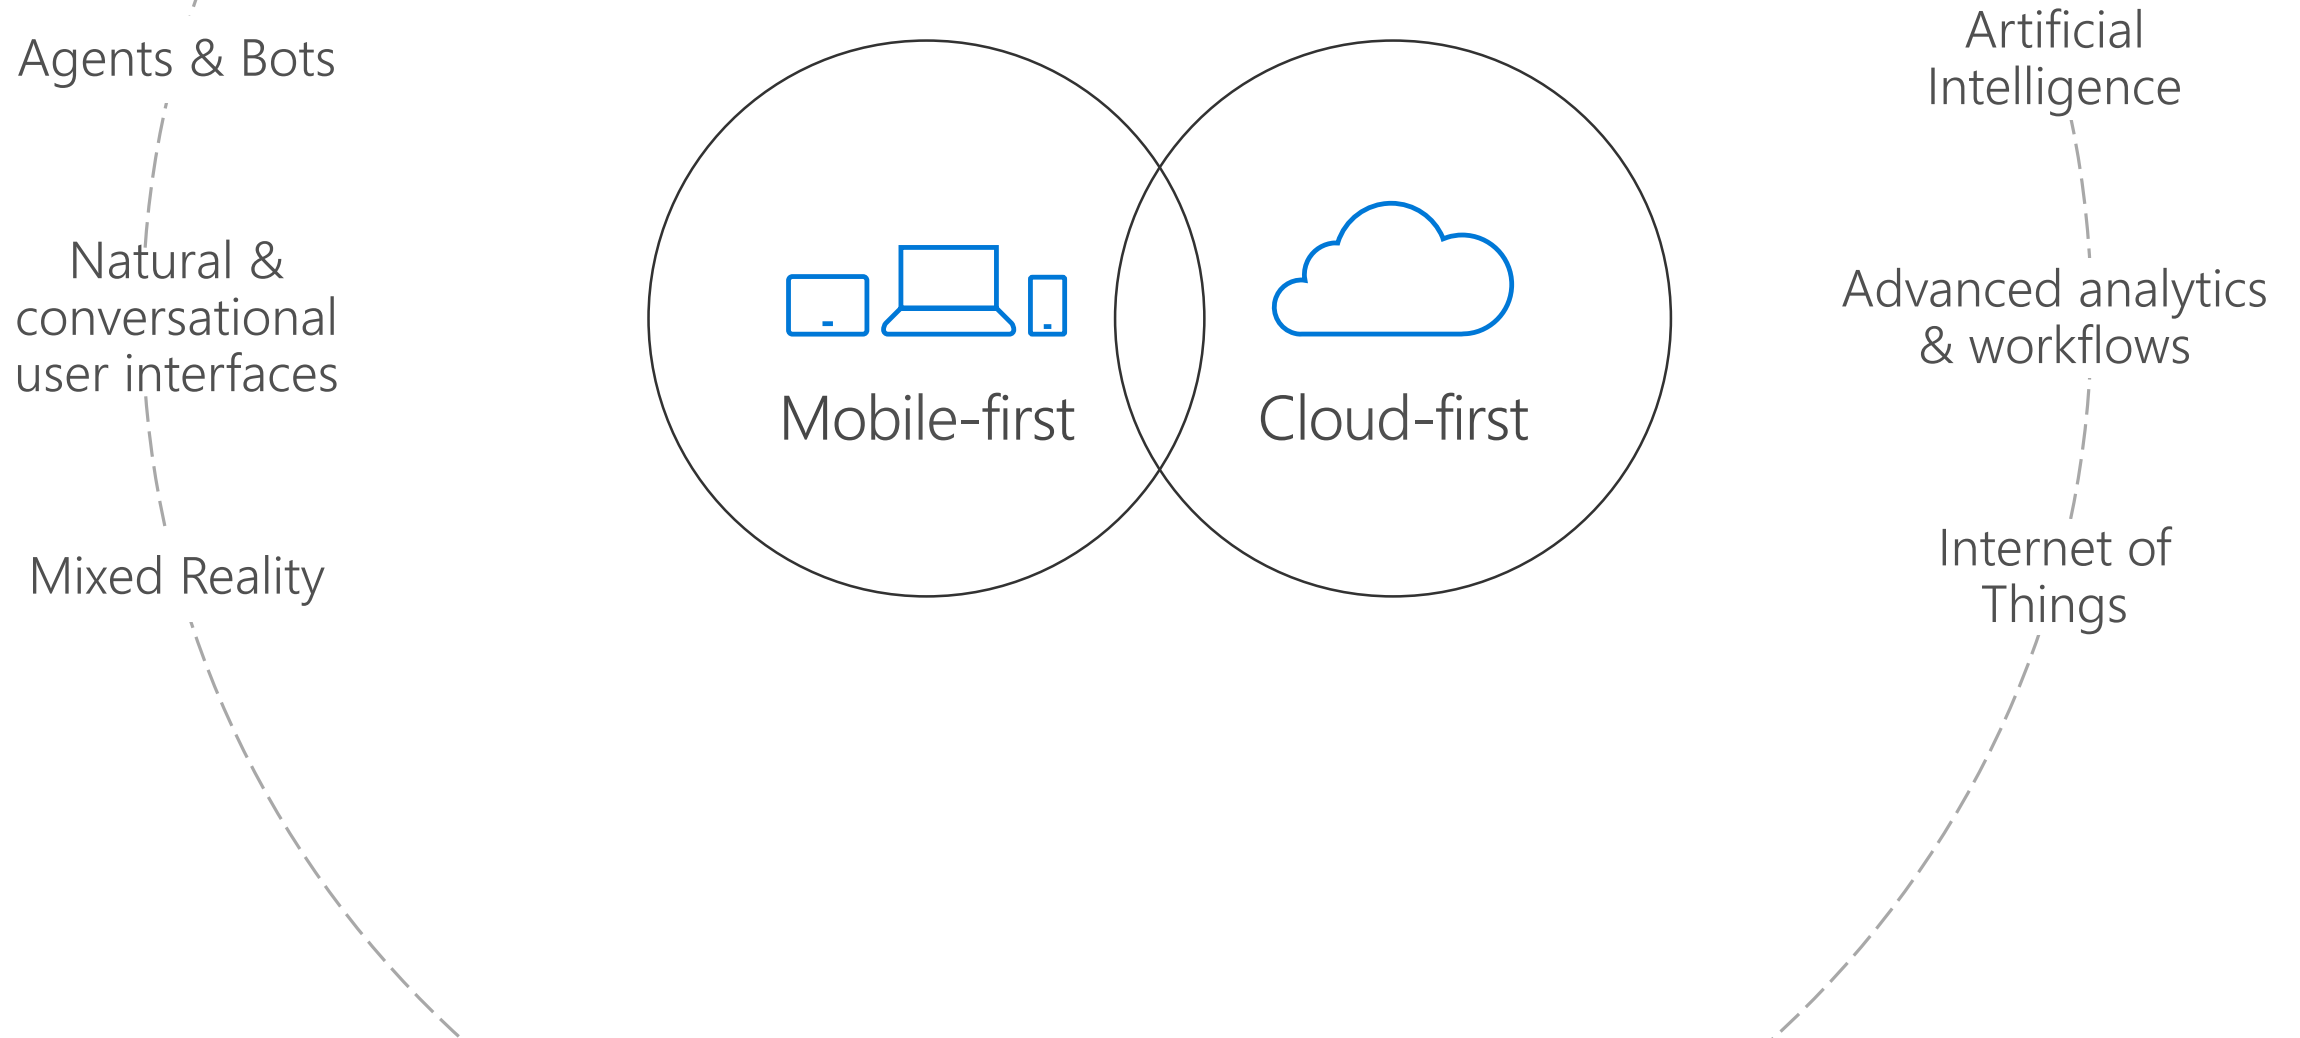 Agents & Bots
Natural &
conversational
user interfaces
Mixed Reality
Mobile-first
Cloud-first
Artificial
Intelligence
Advanced analytics
& workflows
Internet of
Things